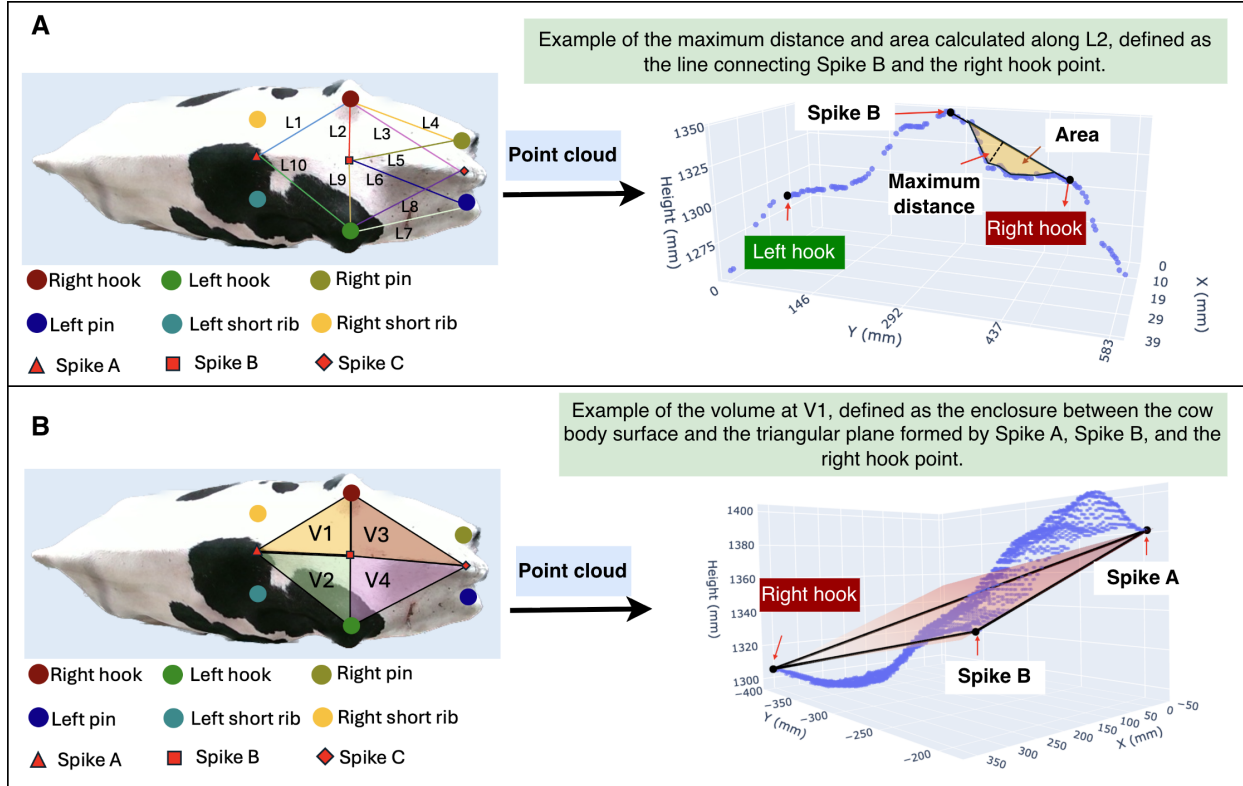 A
Example of the maximum distance and area calculated along L2, defined as
the line connecting Spike B and the right hook point.
L1
L2
L3
L4
L10
L5
L9
L6
L8
L7
Point cloud
Right hook
Left hook
Right pin
Left pin
Left short rib
Right short rib
Spike A
Spike B
Spike C
Spike B
Area
Maximum
distance
Right hook
Left hook
Height (mm)
1350
1325
1300
1275
0
146
292
437
583
Y (mm)
0
10
19
29
39
X (mm)
B
Example of the volume at V1, defined as the enclosure between the cow
body surface and the triangular plane formed by Spike A, Spike B, and the
right hook point.
V1
V3
V2
V4
Point cloud
Right hook
Left hook
Right pin
Left pin
Left short rib
Right short rib
Spike A
Spike B
Spike C
Height (mm)
1400
1380
1360
1340
1320
1300
Right hook
Spike A
Spike B
−400
−350
−300
−250
−200
Y (mm)
350
300
250
200
150
100
50
0
−50
X (mm)